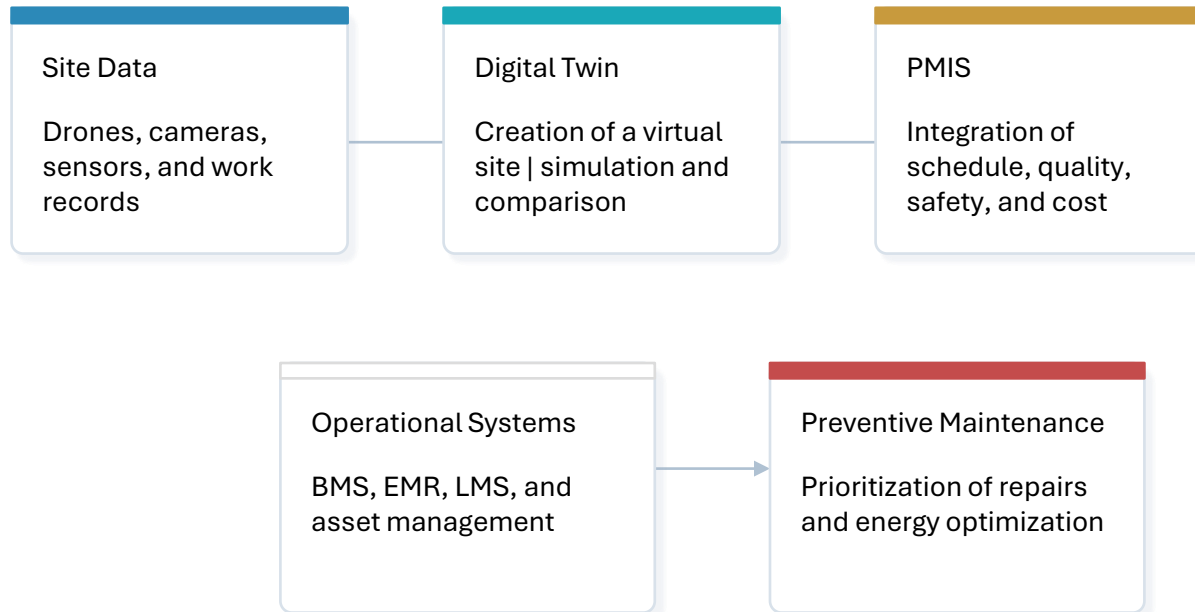 Site Data
Drones, cameras,
sensors, and work
records
Digital Twin
Creation of a virtual
site | simulation and
comparison
PMIS
Integration of
schedule, quality,
safety, and cost
Operational Systems
BMS, EMR, LMS, and
asset management
Preventive Maintenance
Prioritization of repairs
and energy optimization